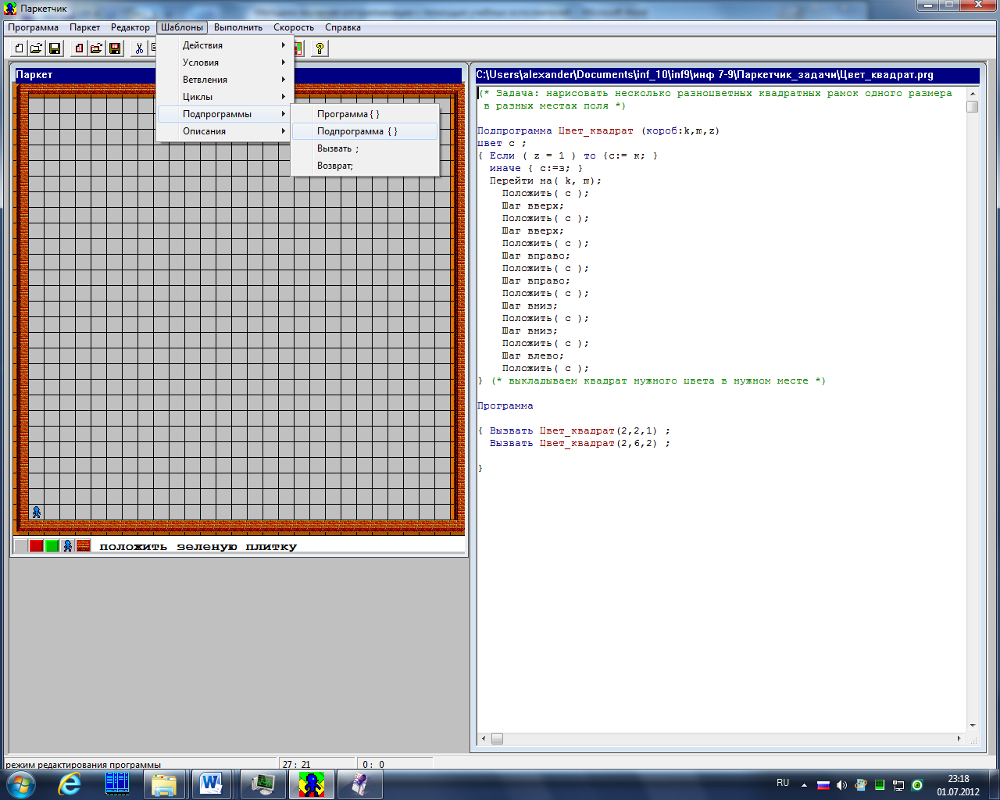 Паркетчик
Программа Паркет Редактор Шаблоны Выполнить Скорость Справка
Действия
Условия
Ветвления
Циклы
Подпрограммы
Описания
Программа { }
Подпрограмма { }
Вызвать ;
Возврат;
Паркет
положить зеленую плитку
C:\Users\alexander\Documents\inf_10\inf9\инф 7-9\Паркетчик_задачи\Цвет_квадрат.prg
(* Задача: нарисовать несколько разноцветных квадратных рамок одного размера
в разных местах поля *)
Подпрограмма Цвет_квадрат (короб:k,m,z)
цвет с ;
{ Если ( z = 1 ) то {с:= к; }
иначе { с:=з; }
Перейти на( k, m);
Положить( с );
Шаг вверх;
Положить( с );
Шаг вверх;
Положить( с );
Шаг вправо;
Положить( с );
Шаг вправо;
Положить( с );
Шаг вниз;
Положить( с );
Шаг вниз;
Положить( с );
Шаг влево;
Положить( с );
} (* выкладываем квадрат нужного цвета в нужном месте *)
Программа
{ Вызвать Цвет_квадрат(2,2,1) ;
Вызвать Цвет_квадрат(2,6,2) ;
}
режим редактирования программы 27 : 21 0 : 0
RU 23:18
01.07.2012